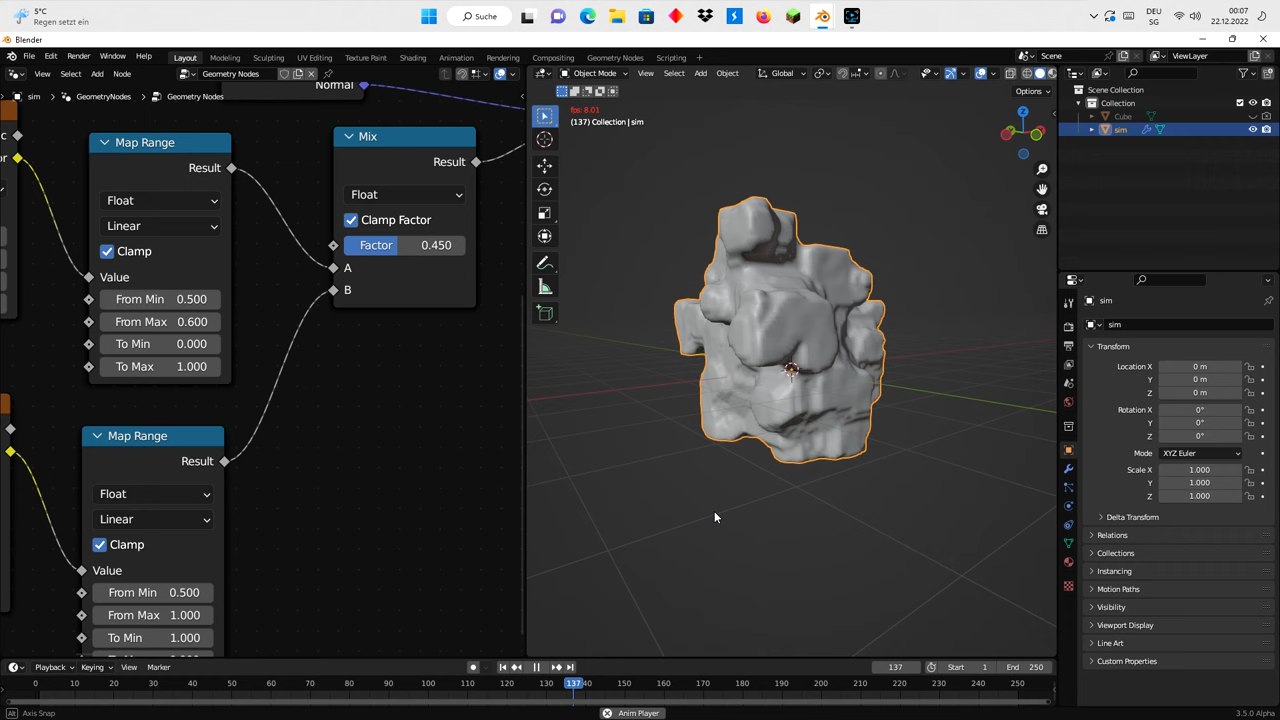 5°C
Regen setzt ein
Suche
DE
SG
00:07
22.12.2022
Blender
File Edit Render Window Help
Layout Modeling Sculpting UV Editing Texture Paint Shading Animation Rendering Compositing Geometry Nodes Scripting +
Scene
ViewLayer
View Select Add Node
Geometry Nodes
Object Mode View Select Add Object
Global
Options
sim > GeometryNodes > Geometry Nodes
Normal
Map Range
Result
Float
Linear
Clamp
Value
From Min 0.500
From Max 0.600
To Min 0.000
To Max 1.000
Mix
Result
Float
Clamp Factor
Factor 0.450
A
B
Map Range
Result
Float
Linear
Clamp
Value
From Min 0.500
From Max 1.000
To Min 1.000
fps: 8.01
(137) Collection | sim
Z
Scene Collection
Collection
Cube
sim
sim
sim
Transform
Location X 0 m
Y 0 m
Z 0 m
Rotation X 0°
Y 0°
Z 0°
Mode XYZ Euler
Scale X 1.000
Y 1.000
Z 1.000
Delta Transform
Relations
Collections
Instancing
Motion Paths
Visibility
Viewport Display
Line Art
Custom Properties
Playback Keying View Marker
137
Start 1
End 250
0 10 20 30 40 50 60 70 80 90 100 110 120 130 137 40 150 160 170 180 190 200 210 220 230 240 250
Alt Axis Snap
Anim Player
3.5.0 Alpha